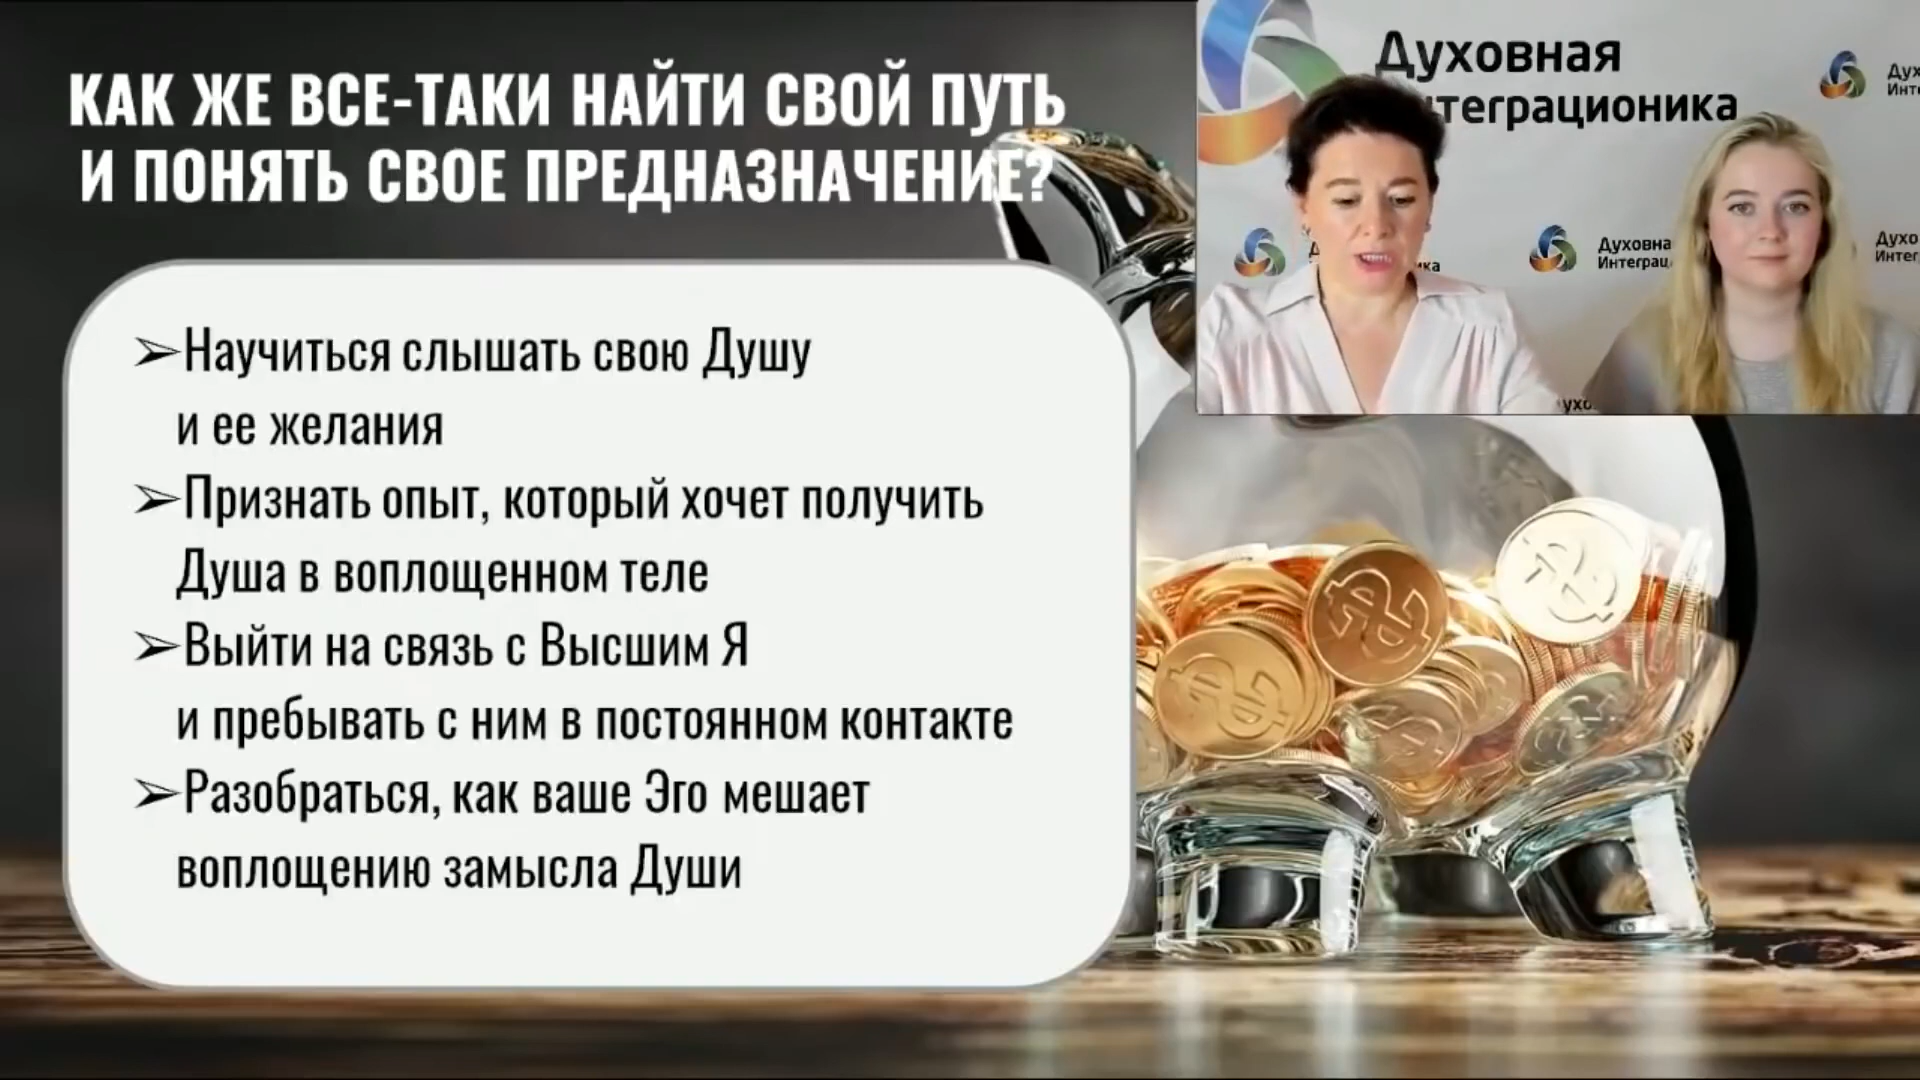 КАК ЖЕ ВСЕ-ТАКИ НАЙТИ СВОЙ ПУТЬ
И ПОНЯТЬ СВОЕ ПРЕДНАЗНАЧЕНИЕ?
➢Научиться слышать свою Душу
и ее желания
➢Признать опыт, который хочет получить
Душа в воплощенном теле
➢Выйти на связь с Высшим Я
и пребывать с ним в постоянном контакте
➢Разобраться, как ваше Эго мешает
воплощению замысла Души
Духовная
нтеграционика